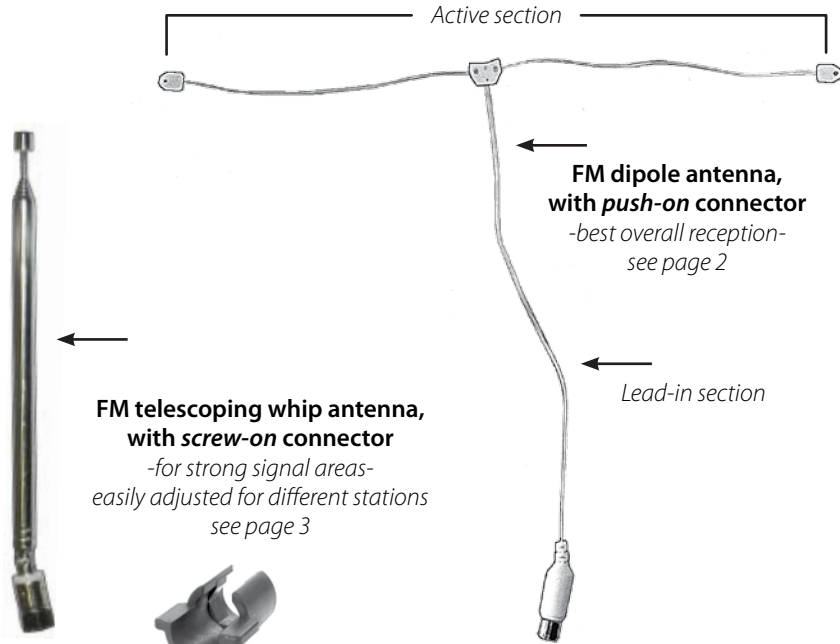 Active section
FM dipole antenna,
with push-on connector
-best overall reception-
see page 2
Lead-in section
FM telescoping whip antenna,
with screw-on connector
-for strong signal areas-
easily adjusted for different stations
see page 3